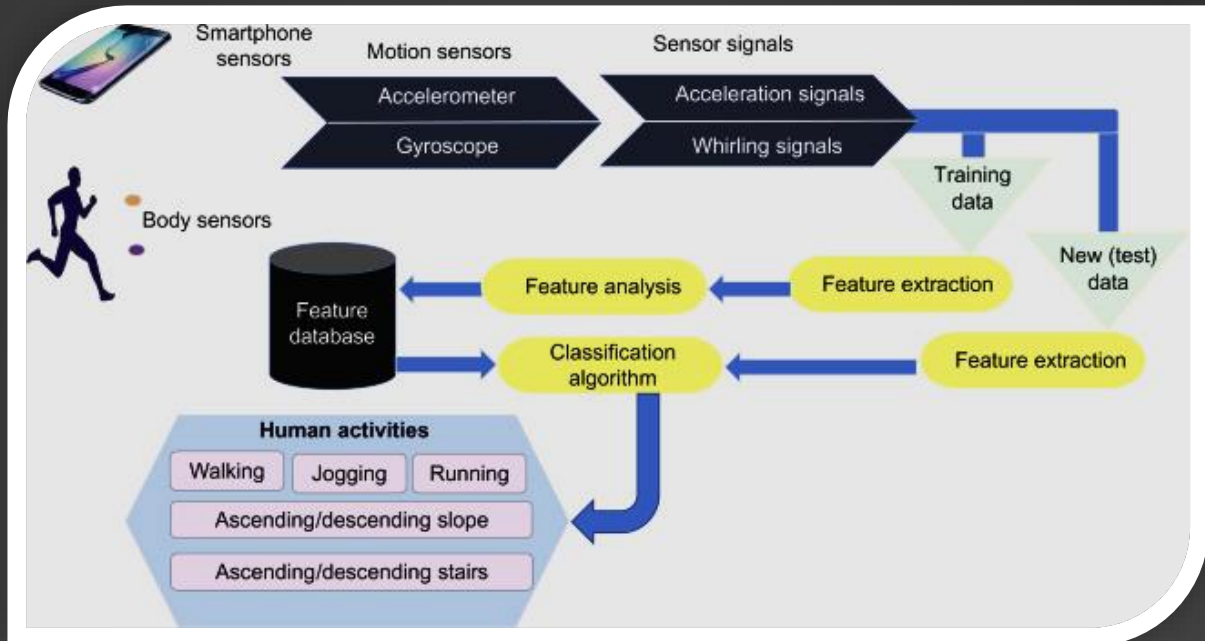 Smartphone
sensors
Motion sensors
Sensor signals
Accelerometer
Gyroscope
Acceleration signals
Whirling signals
Training
data
New (test)
data
Body sensors
Feature
database
Feature analysis
Feature extraction
Classification
algorithm
Feature extraction
Human activities
Walking
Jogging
Running
Ascending/descending slope
Ascending/descending stairs